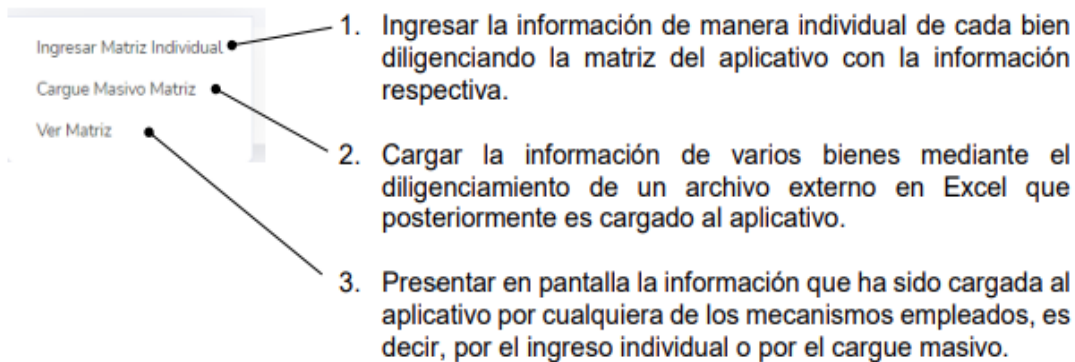 Ingresar Matriz Individual
Cargue Masivo Matriz
Ver Matriz
1. Ingresar la información de manera individual de cada bien
diligenciando la matriz del aplicativo con la información
respectiva.
2. Cargar la información de varios bienes mediante el
diligenciamiento de un archivo externo en Excel que
posteriormente es cargado al aplicativo.
3. Presentar en pantalla la información que ha sido cargada al
aplicativo por cualquiera de los mecanismos empleados, es
decir, por el ingreso individual o por el cargue masivo.